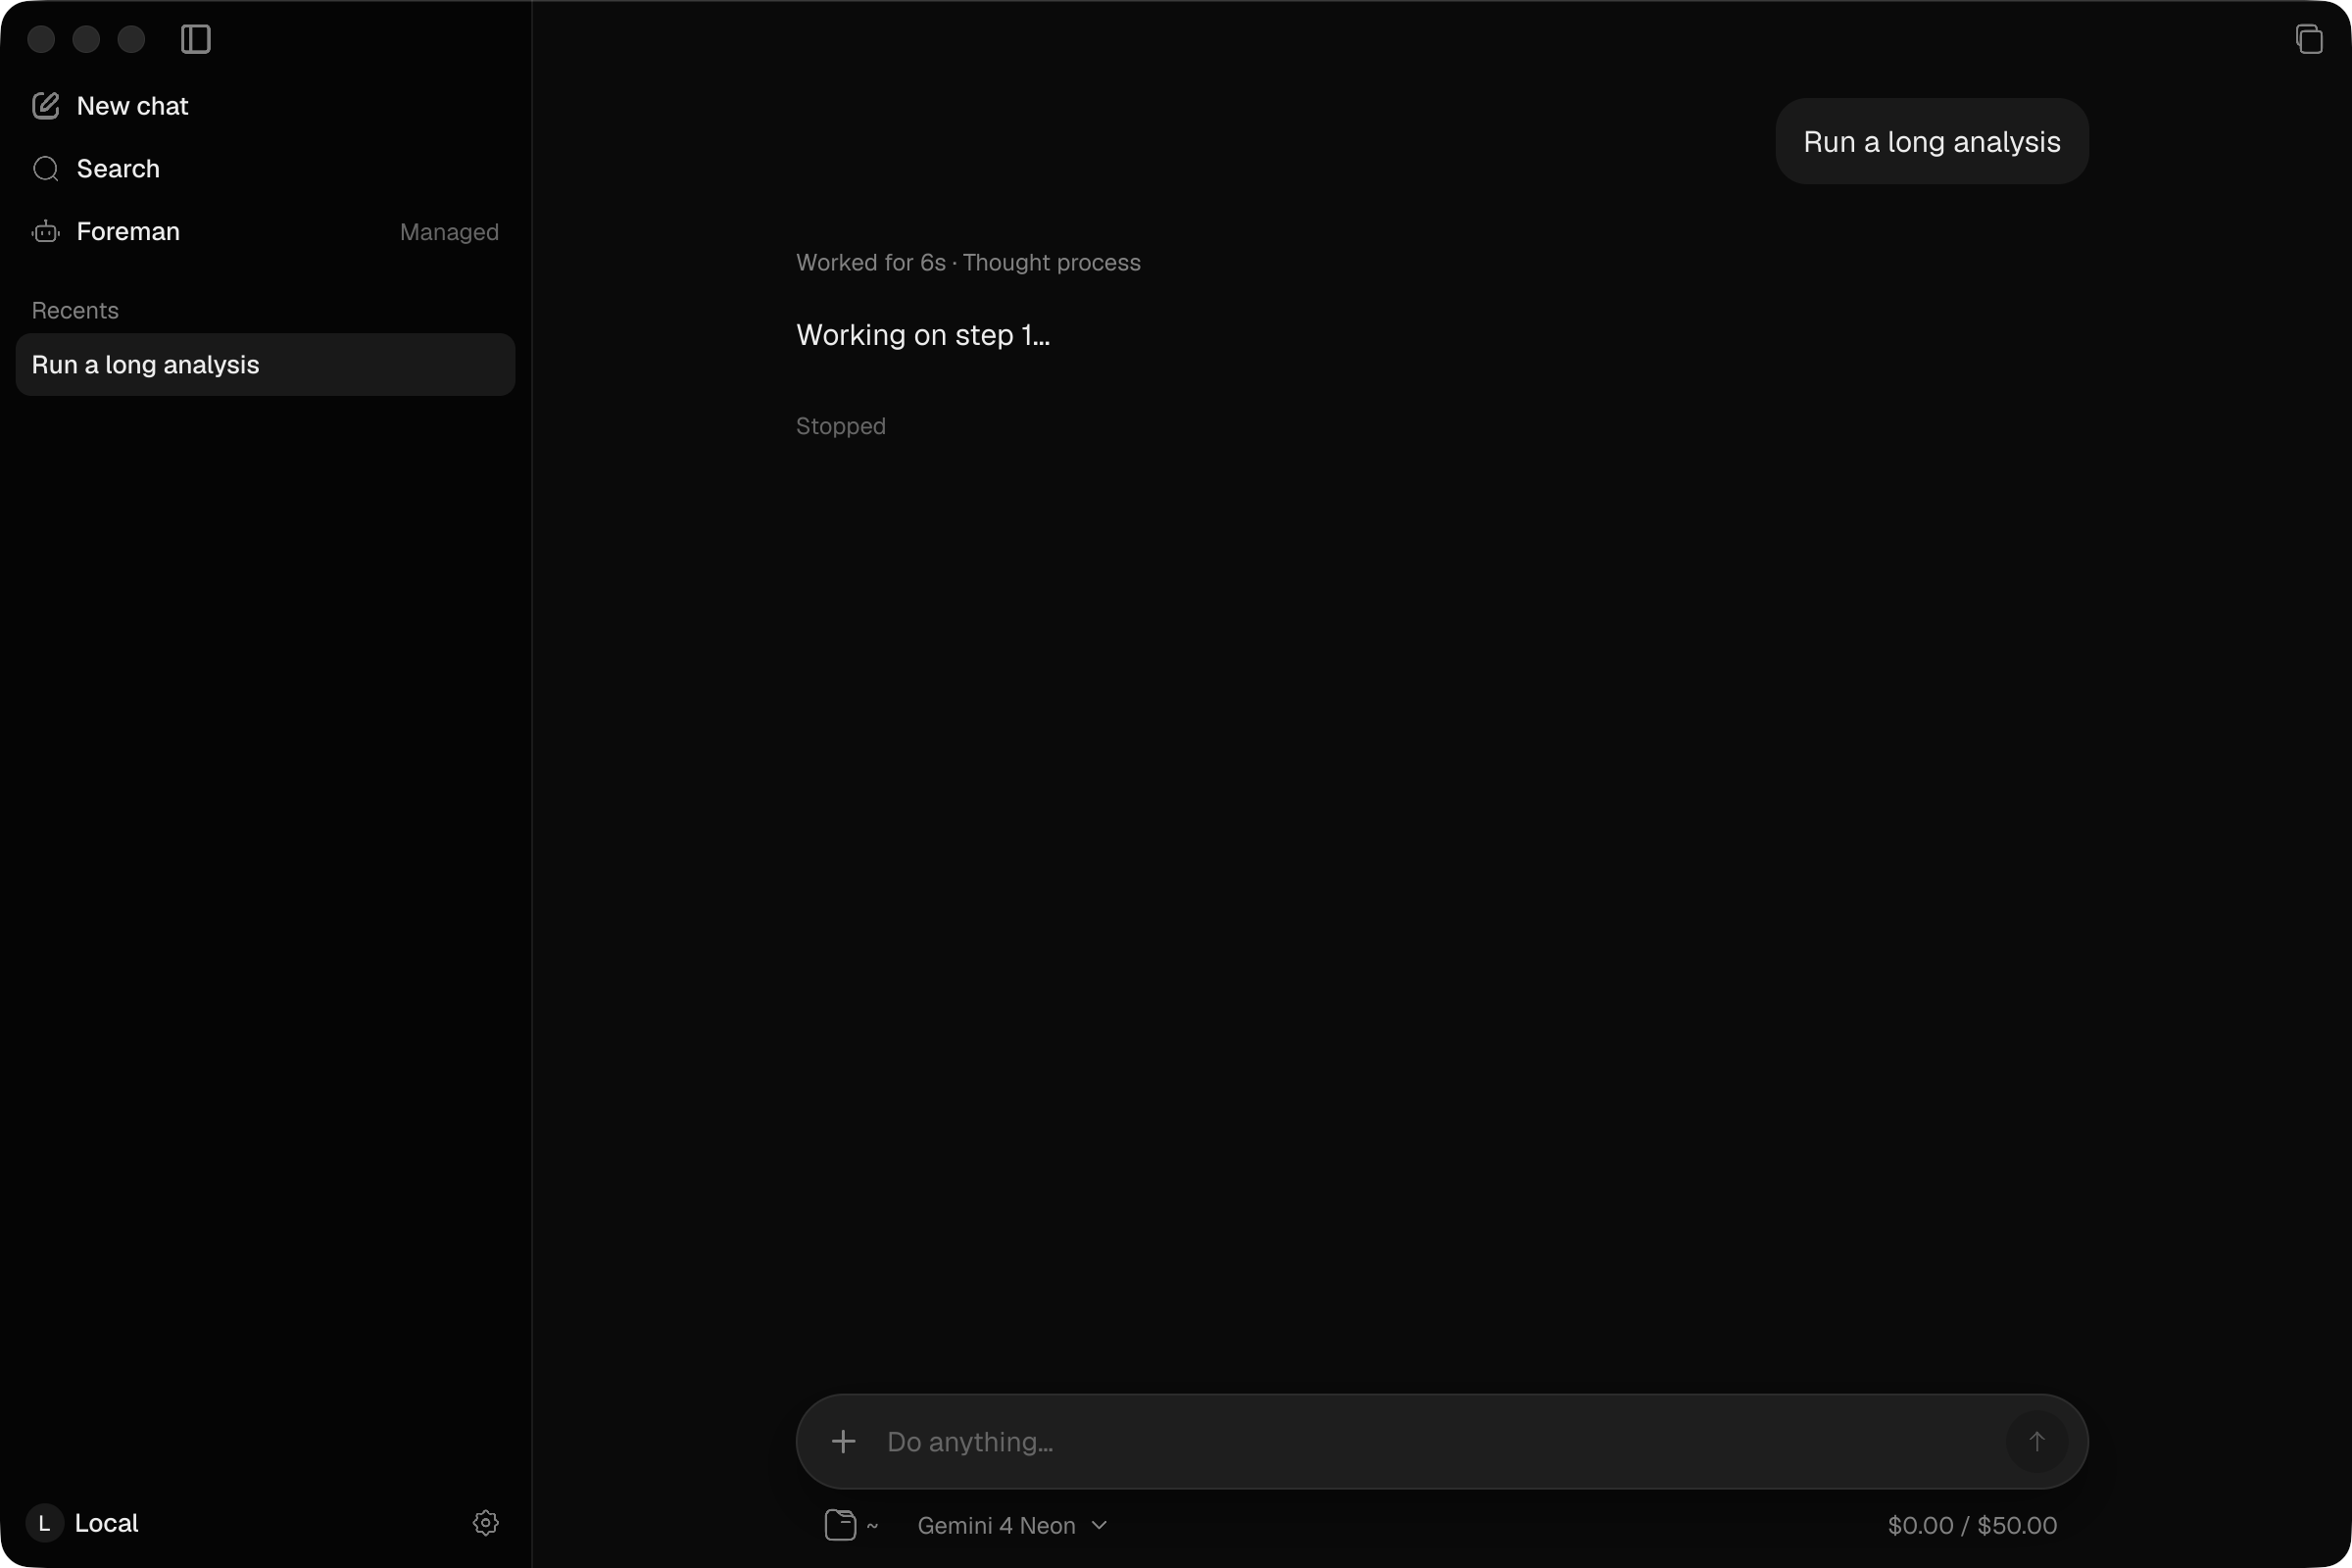 New chat
Search
Foreman Managed
Recents
Run a long analysis
L Local
Run a long analysis
Worked for 6s · Thought process
Working on step 1...
Stopped
Do anything...
~ Gemini 4 Neon $0.00 / $50.00